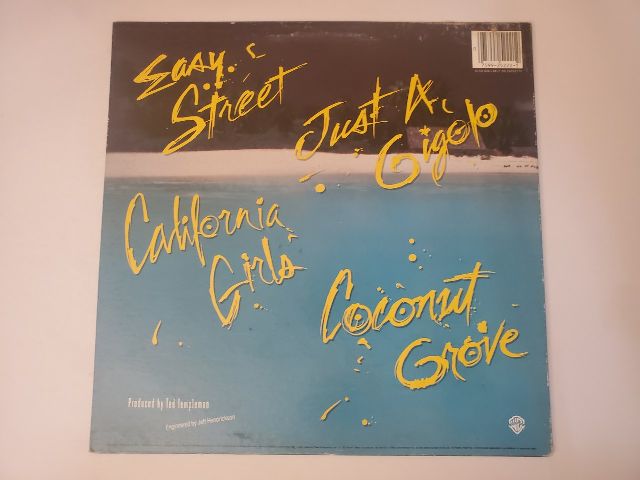 Easy
Street
Just A
Gigolo
California
Girls
Coconut
Grove
Produced by Ted Templeman
Engineered by Jeff Hendrickson